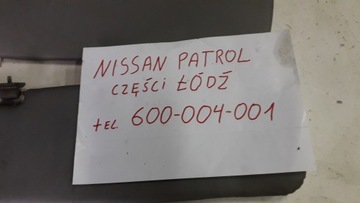 NISSAN PATROL
CZĘŚCI ŁÓDŹ
tEL 600-004-001